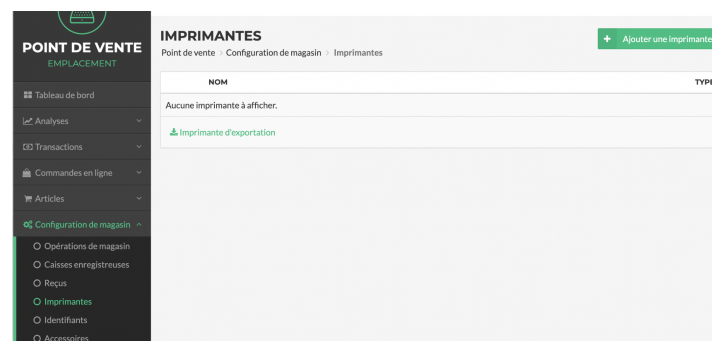 POINT DE VENTE
EMPLACEMENT
Tableau de bord
Analyses
Transactions
Commandes en ligne
Articles
Configuration de magasin
Opérations de magasin
Caisses enregistreuses
Reçus
Imprimantes
Identifiants
Accessoires
IMPRIMANTES
Point de vente > Configuration de magasin > Imprimantes
+ Ajouter une imprimante
NOM TYPE
Aucune imprimante à afficher.
Imprimante d'exportation